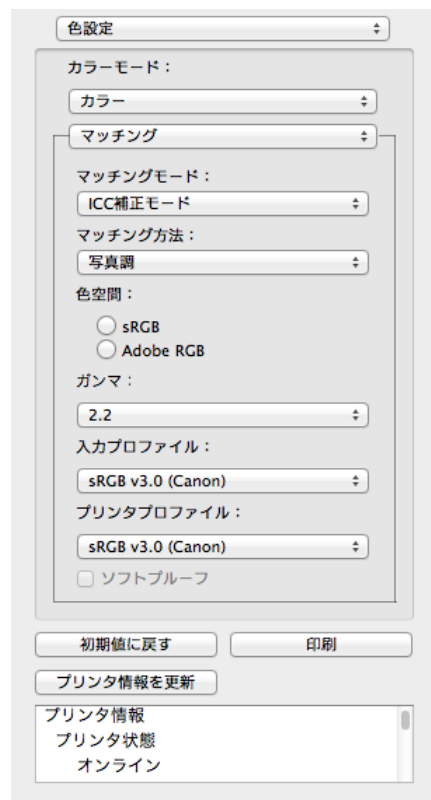 色設定
カラーモード：
カラー
マッチング
マッチングモード：
ICC補正モード
マッチング方法：
写真調
色空間：
sRGB
Adobe RGB
ガンマ：
2.2
入力プロファイル：
sRGB v3.0 (Canon)
プリンタプロファイル：
sRGB v3.0 (Canon)
ソフトプルーフ
初期値に戻す 印刷
プリンタ情報を更新
プリンタ情報
プリンタ状態
オンライン